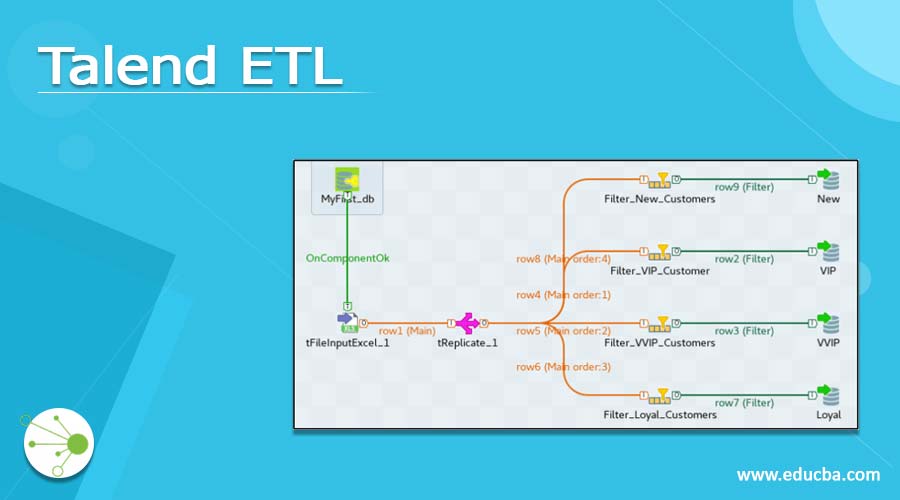 Talend ETL
MyFirst_db
OnComponentOk
tFileInputExcel_1
row1 (Main)
tReplicate_1
row8 (Main order:4)
row4 (Main order:1)
row5 (Main order:2)
row6 (Main order:3)
Filter_New_Customers
row9 (Filter)
New
Filter_VIP_Customer
row2 (Filter)
VIP
Filter_VVIP_Customers
row3 (Filter)
VVIP
Filter_Loyal_Customers
row7 (Filter)
Loyal
www.educba.com